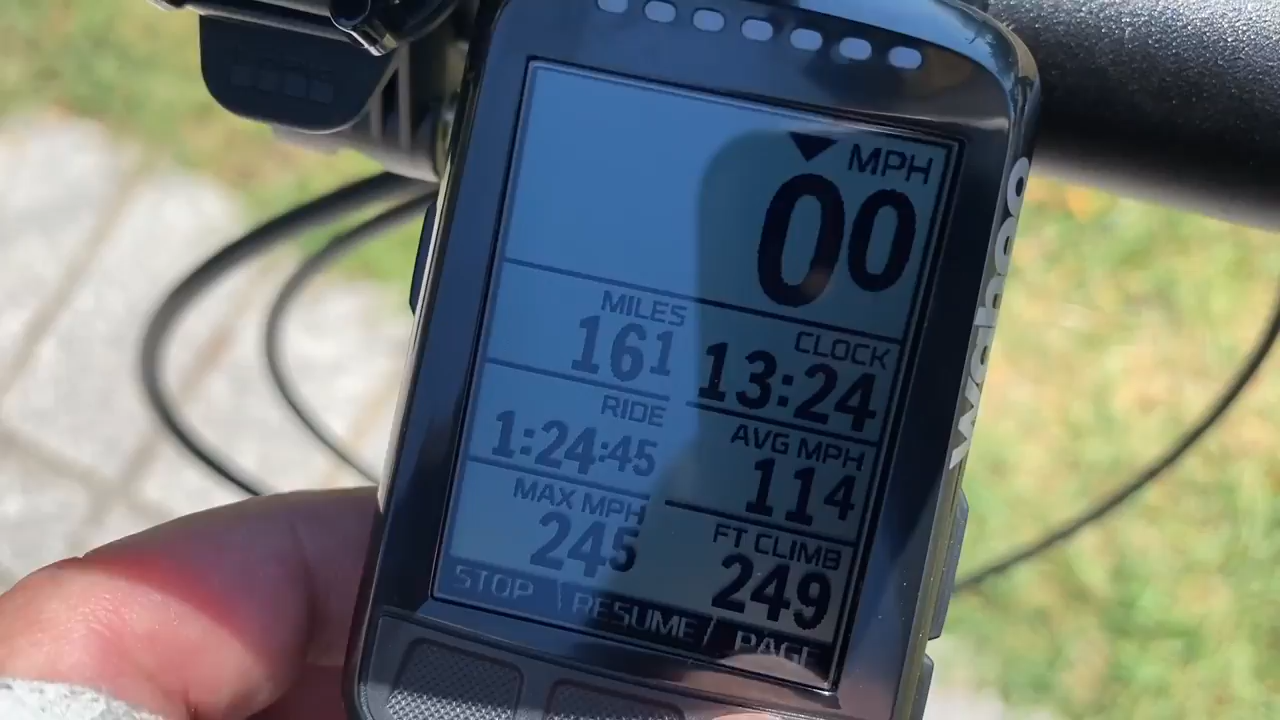 MPH
00
MILES
161
CLOCK
13:24
RIDE
1:24:45
AVG MPH
114
MAX MPH
245
FT CLIMB
249
STOP RESUME PAGE
wahoo